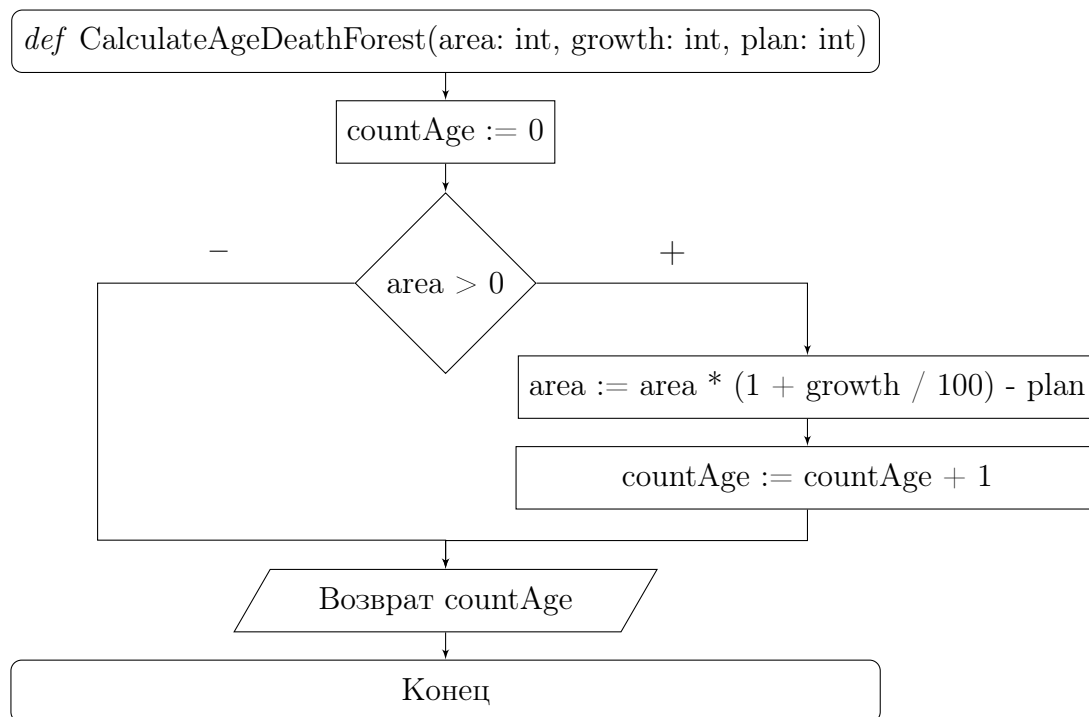 def CalculateAgeDeathForest(area: int, growth: int, plan: int)
countAge := 0
–
+
area > 0
area := area * (1 + growth / 100) - plan
countAge := countAge + 1
Возврат countAge
Конец